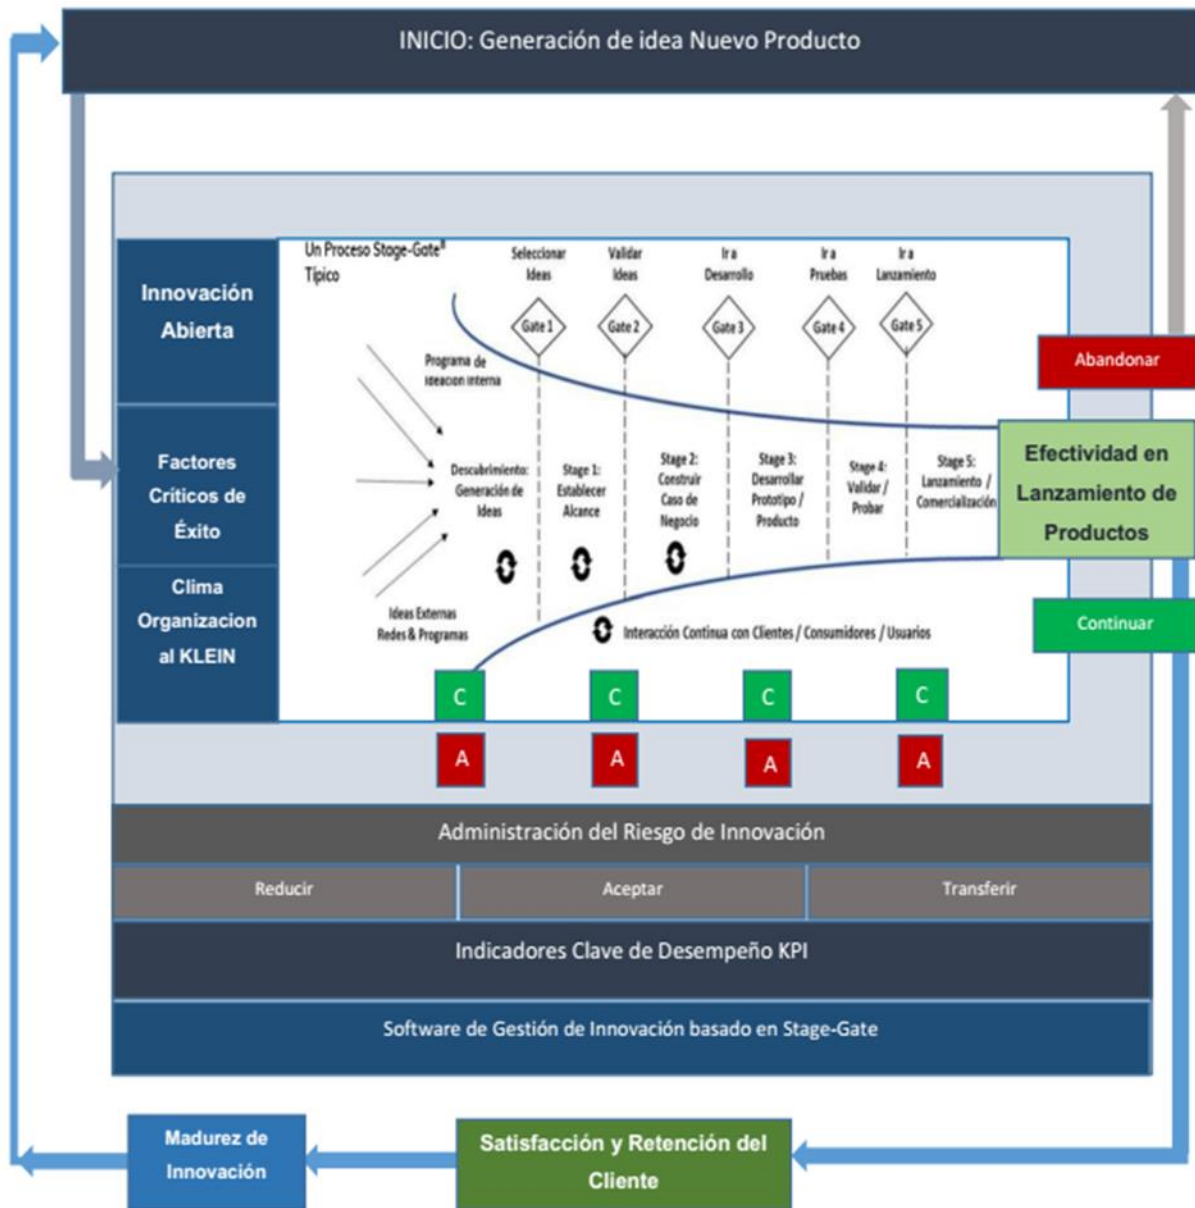 INICIO: Generación de idea Nuevo Producto
Innovación
Abierta
Factores
Críticos de
Éxito
Clima
Organizacion
al KLEIN
Un Proceso Stage-Gate®
Típico
Seleccionar
Ideas
Validar
Ideas
Ir a
Desarrollo
Ir a
Pruebas
Ir a
Lanzamiento
Gate 1
Gate 2
Gate 3
Gate 4
Gate 5
Programa de
ideacion interna
Descubrimiento:
Generación de
Ideas
Stage 1:
Establecer
Alcance
Stage 2:
Construir
Caso de
Negocio
Stage 3:
Desarrollar
Prototipo /
Producto
Stage 4:
Validar /
Probar
Stage 5:
Lanzamiento /
Comercialización
Ideas Externas
Redes & Programas
Interacción Continua con Clientes / Consumidores / Usuarios
Abandonar
Efectividad en
Lanzamiento de
Productos
Continuar
C
C
C
C
A
A
A
A
Administración del Riesgo de Innovación
Reducir
Aceptar
Transferir
Indicadores Clave de Desempeño KPI
Software de Gestión de Innovación basado en Stage-Gate
Madurez de
Innovación
Satisfacción y Retención del
Cliente